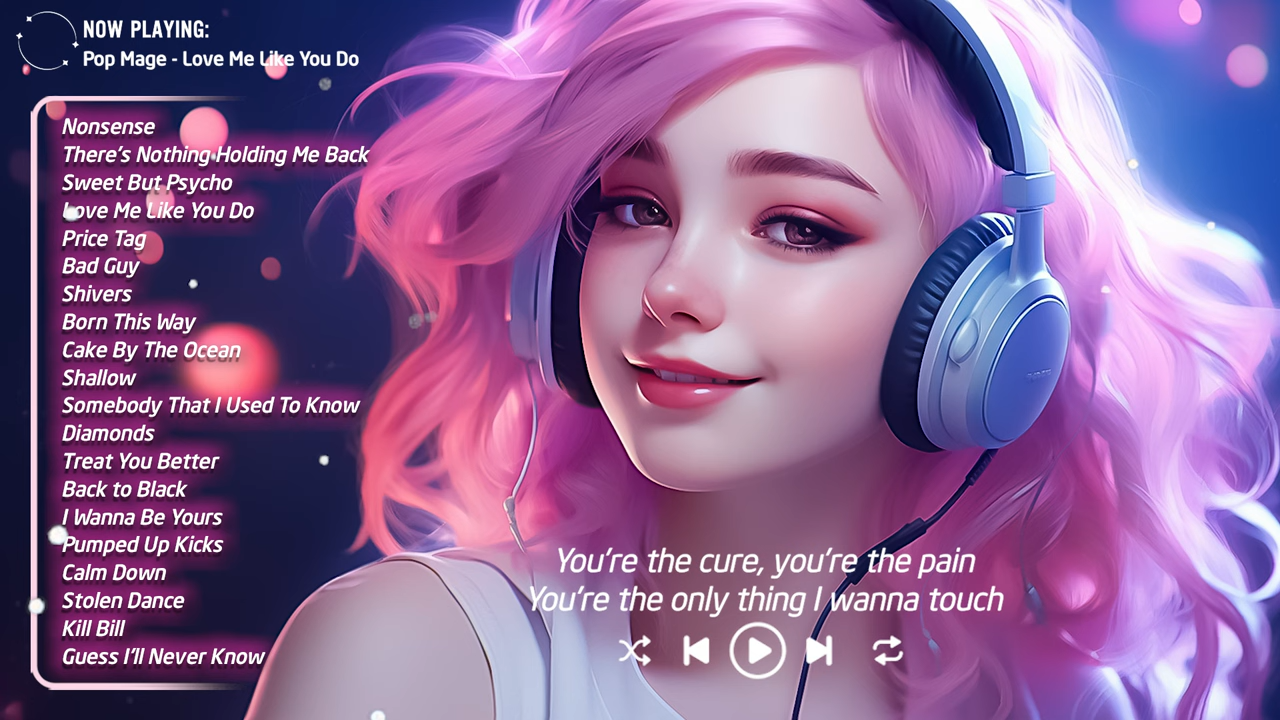 NOW PLAYING:
Pop Mage - Love Me Like You Do
Nonsense
There's Nothing Holding Me Back
Sweet But Psycho
Love Me Like You Do
Price Tag
Bad Guy
Shivers
Born This Way
Cake By The Ocean
Shallow
Somebody That I Used To Know
Diamonds
Treat You Better
Back to Black
I Wanna Be Yours
Pumped Up Kicks
Calm Down
Stolen Dance
Kill Bill
Guess I'll Never Know
You're the cure, you're the pain
You're the only thing I wanna touch